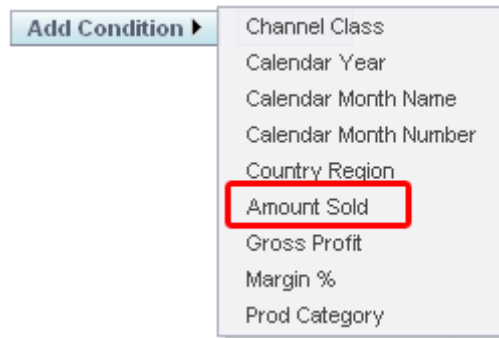 Add Condition
Channel Class
Calendar Year
Calendar Month Name
Calendar Month Number
Country Region
Amount Sold
Gross Profit
Margin %
Prod Category